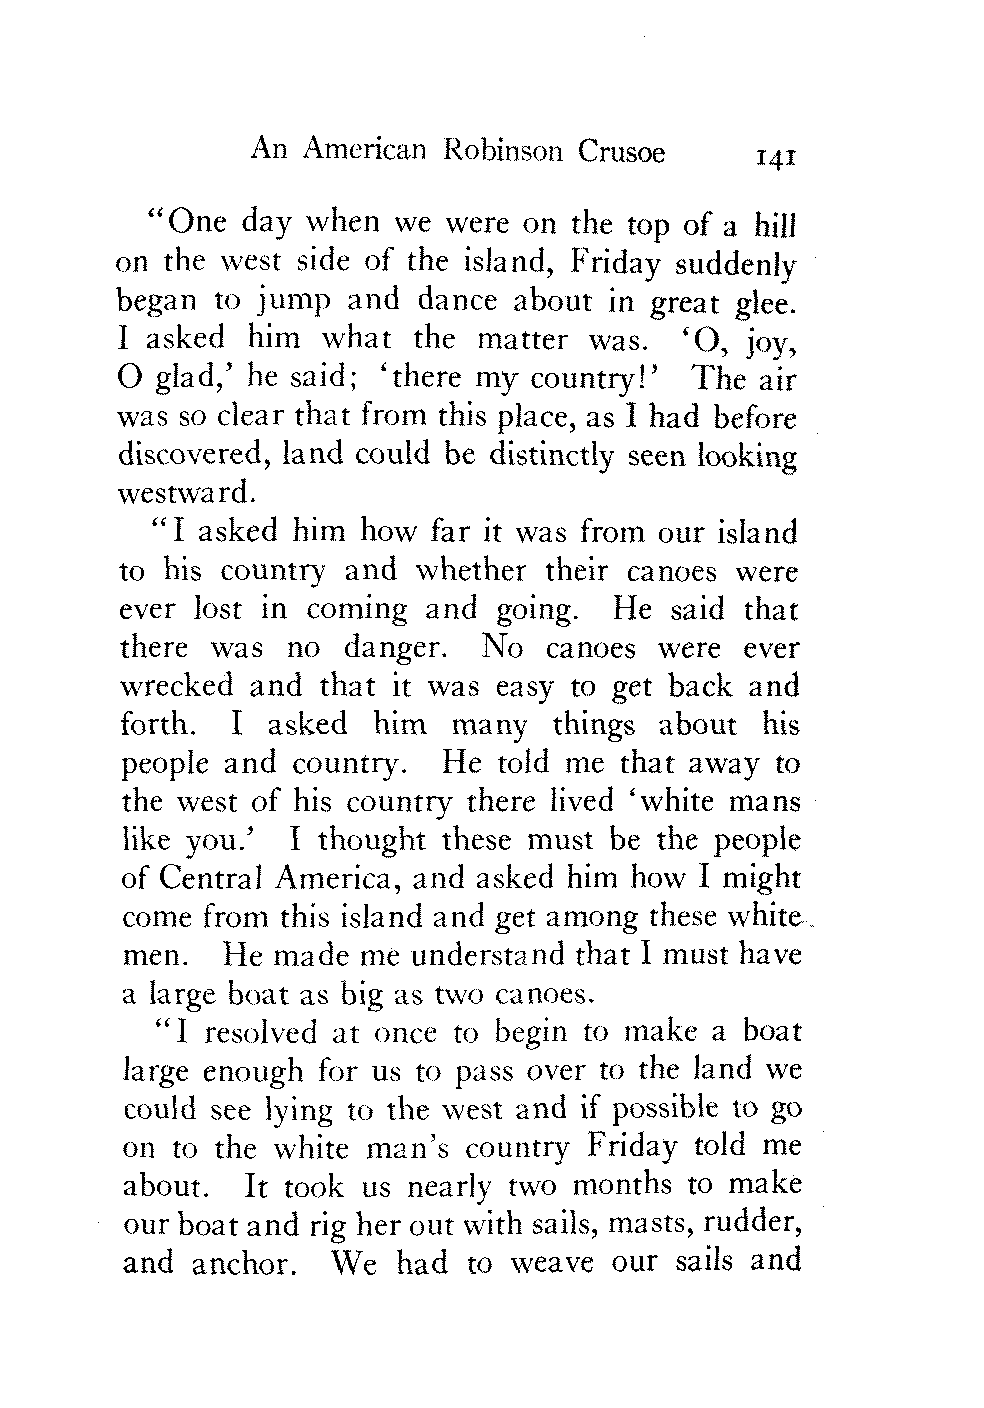 An American Robinson Crusoe 141
“One day when we were on the top of a hill
on the west side of the island, Friday suddenly
began to jump and dance about in great glee.
I asked him what the matter was. ‘O, joy,
O glad,’ he said; ‘there my country!’ The air
was so clear that from this place, as I had before
discovered, land could be distinctly seen looking
westward.
“I asked him how far it was from our island
to his country and whether their canoes were
ever lost in coming and going. He said that
there was no danger. No canoes were ever
wrecked and that it was easy to get back and
forth. I asked him many things about his
people and country. He told me that away to
the west of his country there lived ‘white mans
like you.’ I thought these must be the people
of Central America, and asked him how I might
come from this island and get among these white
men. He made me understand that I must have
a large boat as big as two canoes.
“I resolved at once to begin to make a boat
large enough for us to pass over to the land we
could see lying to the west and if possible to go
on to the white man’s country Friday told me
about. It took us nearly two months to make
our boat and rig her out with sails, masts, rudder,
and anchor. We had to weave our sails and